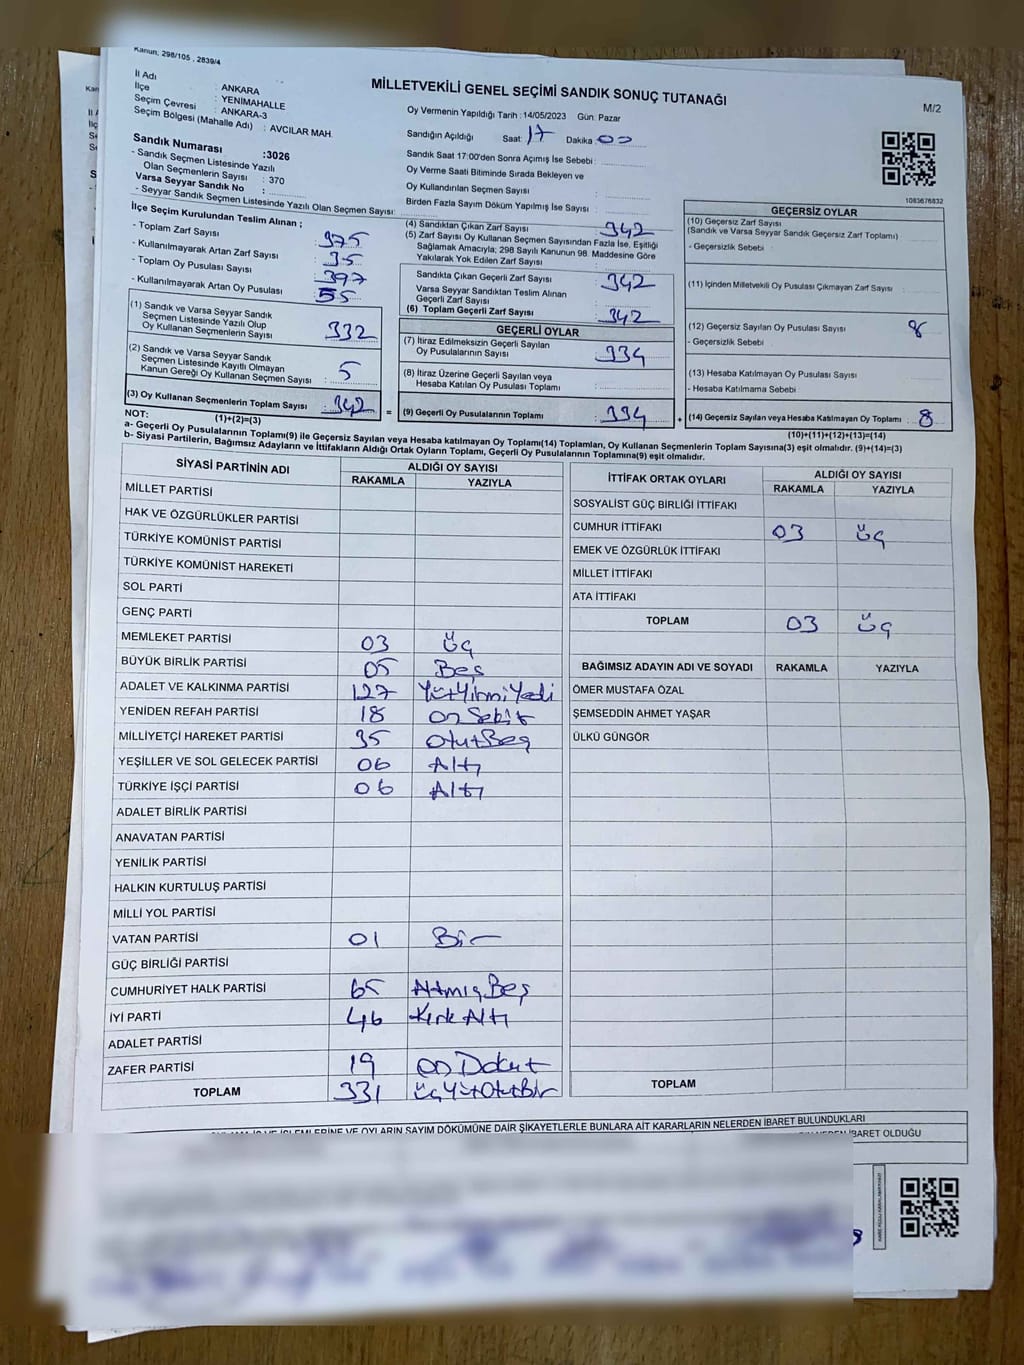 Kanun, 298/105 , 2839/4
MİLLETVEKİLİ GENEL SEÇİMİ SANDIK SONUÇ TUTANAĞI
M/2
İl Adı : ANKARA
İlçe : YENİMAHALLE
Seçim Çevresi : ANKARA-3
Seçim Bölgesi (Mahalle Adı) : AVCILAR MAH.
Oy Vermenin Yapıldığı Tarih : 14/05/2023 Gün: Pazar
Sandığın Açıldığı Saat: 17 Dakika: 00
Sandık Saat 17:00'den Sonra Açımış İse Sebebi :
Oy Verme Saati Bitiminde Sırada Bekleyen ve
Oy Kullandırılan Seçmen Sayısı :
Birden Fazla Sayım Döküm Yapılmış İse Sayısı :
1083676832
Sandık Numarası :3026
- Sandık Seçmen Listesinde Yazılı
Olan Seçmenlerin Sayısı : 370
Varsa Seyyar Sandık No :
- Seyyar Sandık Seçmen Listesinde Yazılı Olan Seçmen Sayısı:
İlçe Seçim Kurulundan Teslim Alınan ;
- Toplam Zarf Sayısı : 375
- Kullanılmayarak Artan Zarf Sayısı : 35
- Toplam Oy Pusulası Sayısı : 397
- Kullanılmayarak Artan Oy Pusulası : 55
(1) Sandık ve Varsa Seyyar Sandık
Seçmen Listesinde Yazılı Olup
Oy Kullanan Seçmenlerin Sayısı : 332
(2) Sandık ve Varsa Seyyar Sandık
Seçmen Listesinde Kayıtlı Olmayan
Kanun Gereği Oy Kullanan Seçmen Sayısı : 5
(3) Oy Kullanan Seçmenlerin Toplam Sayısı : 342
(1)+(2)=(3)
(4) Sandıktan Çıkan Zarf Sayısı : 342
(5) Zarf Sayısı Oy Kullanan Seçmen Sayısından Fazla İse, Eşitliği
Sağlamak Amacıyla; 298 Sayılı Kanunun 98. Maddesine Göre
Yakılarak Yok Edilen Zarf Sayısı :
Sandıkta Çıkan Geçerli Zarf Sayısı : 342
Varsa Seyyar Sandıktan Teslim Alınan
Geçerli Zarf Sayısı :
(6) Toplam Geçerli Zarf Sayısı : 342
GEÇERLİ OYLAR
(7) İtiraz Edilmeksizin Geçerli Sayılan
Oy Pusulalarının Sayısı : 334
(8) İtiraz Üzerine Geçerli Sayılan veya
Hesaba Katılan Oy Pusulası Toplamı :
= (9) Geçerli Oy Pusulalarının Toplamı : 334 +
GEÇERSİZ OYLAR
(10) Geçersiz Zarf Sayısı
(Sandık ve Varsa Seyyar Sandık Geçersiz Zarf Toplamı)
- Geçersizlik Sebebi :
(11) İçinden Milletvekili Oy Pusulası Çıkmayan Zarf Sayısı :
(12) Geçersiz Sayılan Oy Pusulası Sayısı : 8
- Geçersizlik Sebebi :
(13) Hesaba Katılmayan Oy Pusulası Sayısı :
- Hesaba Katılmama Sebebi :
(14) Geçersiz Sayılan veya Hesaba Katılmayan Oy Toplamı : 8
(10)+(11)+(12)+(13)=(14)
NOT:
a- Geçerli Oy Pusulalarının Toplamı(9) ile Geçersiz Sayılan veya Hesaba katılmayan Oy Toplamı(14) Toplamları, Oy Kullanan Seçmenlerin Toplam Sayısına(3) eşit olmalıdır. (9)+(14)=(3)
b- Siyasi Partilerin, Bağımsız Adayların ve İttifakların Aldığı Ortak Oyların Toplamı, Geçerli Oy Pusulalarının Toplamına(9) eşit olmalıdır.
SİYASİ PARTİNİN ADI ALDIĞI OY SAYISI
RAKAMLA YAZIYLA
MİLLET PARTİSİ
HAK VE ÖZGÜRLÜKLER PARTİSİ
TÜRKİYE KOMÜNİST PARTİSİ
TÜRKİYE KOMÜNİST HAREKETİ
SOL PARTİ
GENÇ PARTİ
MEMLEKET PARTİSİ 03 üç
BÜYÜK BİRLİK PARTİSİ 05 Beş
ADALET VE KALKINMA PARTİSİ 127 YüzYirmiYedi
YENİDEN REFAH PARTİSİ 18 on Sekiz
MİLLİYETÇİ HAREKET PARTİSİ 35 otuzBeş
YEŞİLLER VE SOL GELECEK PARTİSİ 06 Altı
TÜRKİYE İŞÇİ PARTİSİ 06 Altı
ADALET BİRLİK PARTİSİ
ANAVATAN PARTİSİ
YENİLİK PARTİSİ
HALKIN KURTULUŞ PARTİSİ
MİLLİ YOL PARTİSİ
VATAN PARTİSİ 01 Bir
GÜÇ BİRLİĞİ PARTİSİ
CUMHURİYET HALK PARTİSİ 65 AltmışBeş
İYİ PARTİ 46 Kırk Altı
ADALET PARTİSİ
ZAFER PARTİSİ 19 on Dokuz
TOPLAM 331 üçYüzOtuzBir
İTTİFAK ORTAK OYLARI ALDIĞI OY SAYISI
RAKAMLA YAZIYLA
SOSYALİST GÜÇ BİRLİĞİ İTTİFAKI
CUMHUR İTTİFAKI 03 üç
EMEK VE ÖZGÜRLÜK İTTİFAKI
MİLLET İTTİFAKI
ATA İTTİFAKI
TOPLAM 03 üç
BAĞIMSIZ ADAYIN ADI VE SOYADI RAKAMLA YAZIYLA
ÖMER MUSTAFA ÖZAL
ŞEMSEDDİN AHMET YAŞAR
ÜLKÜ GÜNGÖR
TOPLAM
İŞLEMLERİNE VE OYLARIN SAYIM DÖKÜMÜNE DAİR ŞİKAYETLERLE BUNLARA AİT KARARLARIN NELERDEN İBARET BULUNDUKLARI
NEDEN İBARET OLDUĞU